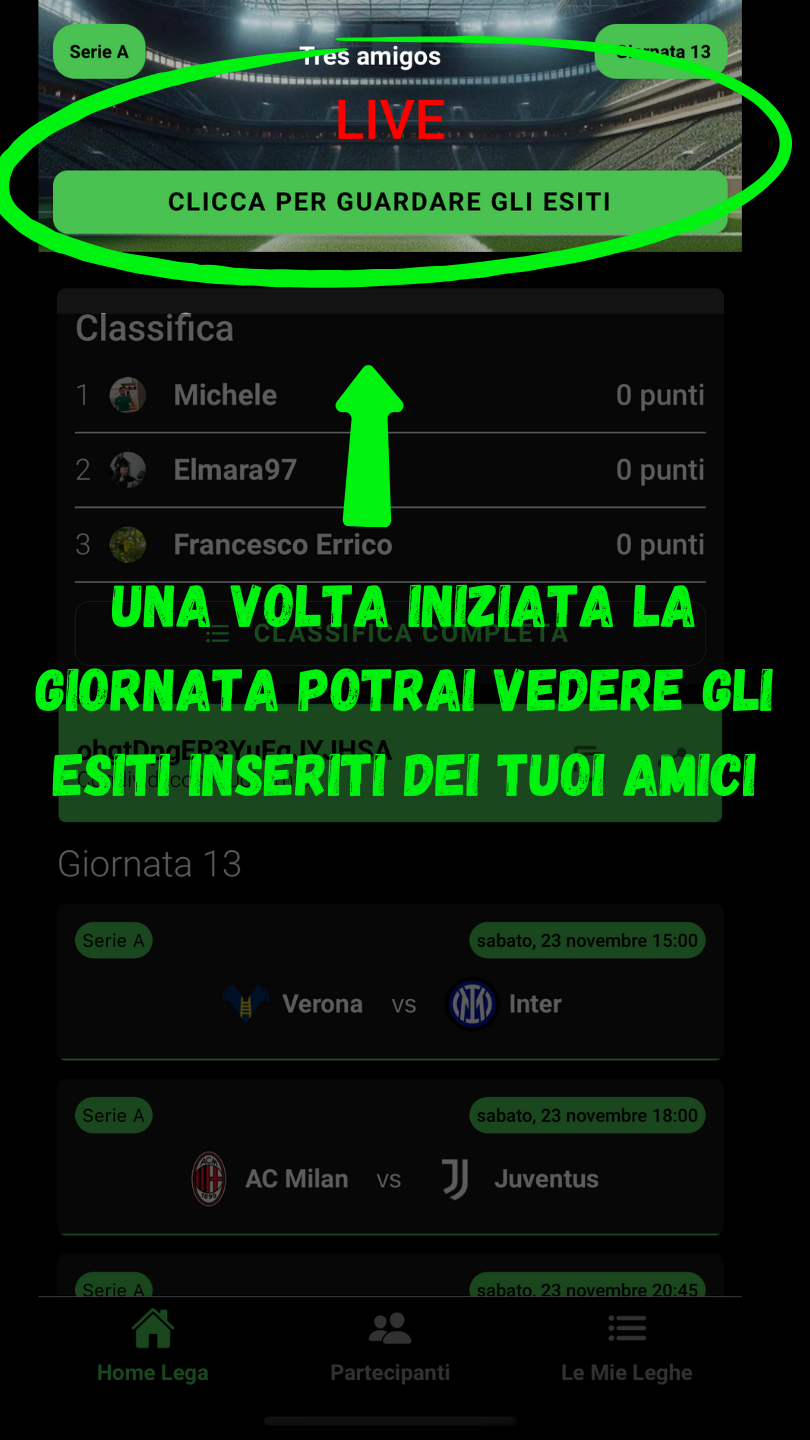 Serie A
Tres amigos
Giornata 13
LIVE
CLICCA PER GUARDARE GLI ESITI
Classifica
1 Michele 0 punti
2 Elmara97 0 punti
3 Francesco Errico 0 punti
CLASSIFICA COMPLETA
UNA VOLTA INIZIATA LA
GIORNATA POTRAI VEDERE GLI
ESITI INSERITI DEI TUOI AMICI
Giornata 13
Serie A
sabato, 23 novembre 15:00
Verona vs Inter
Serie A
sabato, 23 novembre 18:00
AC Milan vs Juventus
Serie A
sabato, 23 novembre 20:45
Home Lega
Partecipanti
Le Mie Leghe